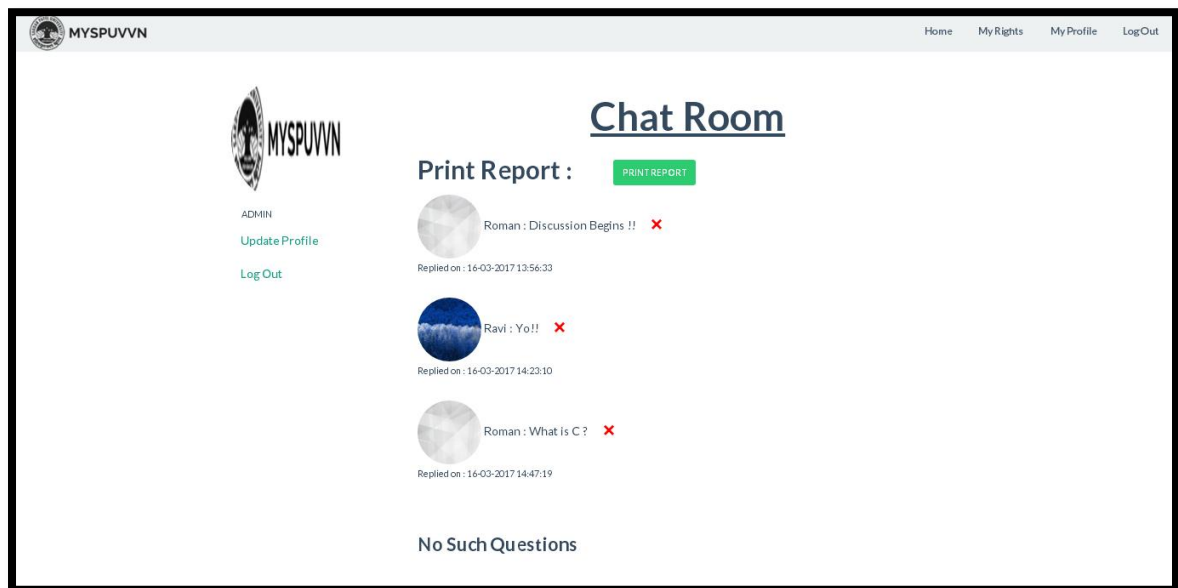 MYSPUVVN
Home My Rights My Profile Log Out
MYSPUVVN
ADMIN
Update Profile
Log Out
Chat Room
Print Report :
PRINT REPORT
Roman : Discussion Begins !!
Replied on : 16-03-2017 13:56:33
Ravi : Yo!!
Replied on : 16-03-2017 14:23:10
Roman : What is C ?
Replied on : 16-03-2017 14:47:19
No Such Questions